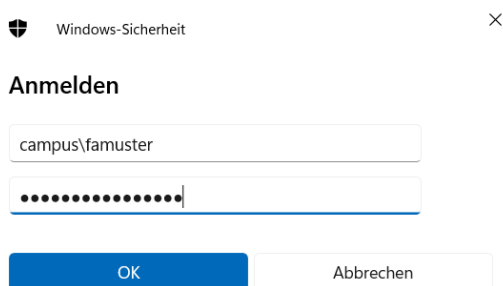 Windows-Sicherheit
Anmelden
campus\famuster
●●●●●●●●●●●●●●●●
OK Abbrechen